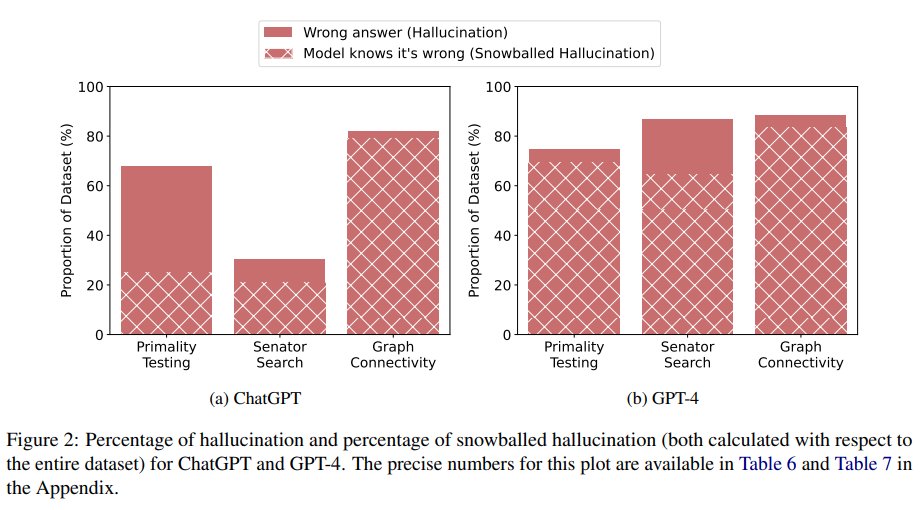 Wrong answer (Hallucination)
Model knows it's wrong (Snowballed Hallucination)
Proportion of Dataset (%)
100
80
60
40
20
0
Primality
Testing
Senator
Search
Graph
Connectivity
(a) ChatGPT
Proportion of Dataset (%)
100
80
60
40
20
0
Primality
Testing
Senator
Search
Graph
Connectivity
(b) GPT-4
Figure 2: Percentage of hallucination and percentage of snowballed hallucination (both calculated with respect to
the entire dataset) for ChatGPT and GPT-4. The precise numbers for this plot are available in Table 6 and Table 7 in
the Appendix.